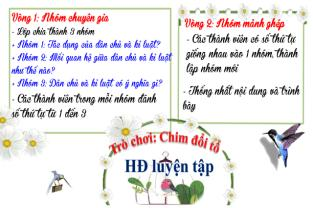 Vòng 1: Nhóm chuyên gia
- Lớp chia thành 3 nhóm
+ Nhóm 1: Tác dụng của dân chủ và kỉ luật?
+ Nhóm 2: Mối quan hệ giữa dân chủ và kỉ luật
như thế nào?
+ Nhóm 3: Dân chủ và kỉ luật có ý nghĩa gì?
- Các thành viên trong mỗi nhóm đánh
số thứ tự từ 1 đến 3
Vòng 2: Nhóm mảnh ghép
- Các thành viên có số thứ tự
giống nhau vào 1 nhóm, thành
lập nhóm mới
- Thống nhất nội dung và trình
bày
Trò chơi: Chim đổi tổ
HĐ luyện tập